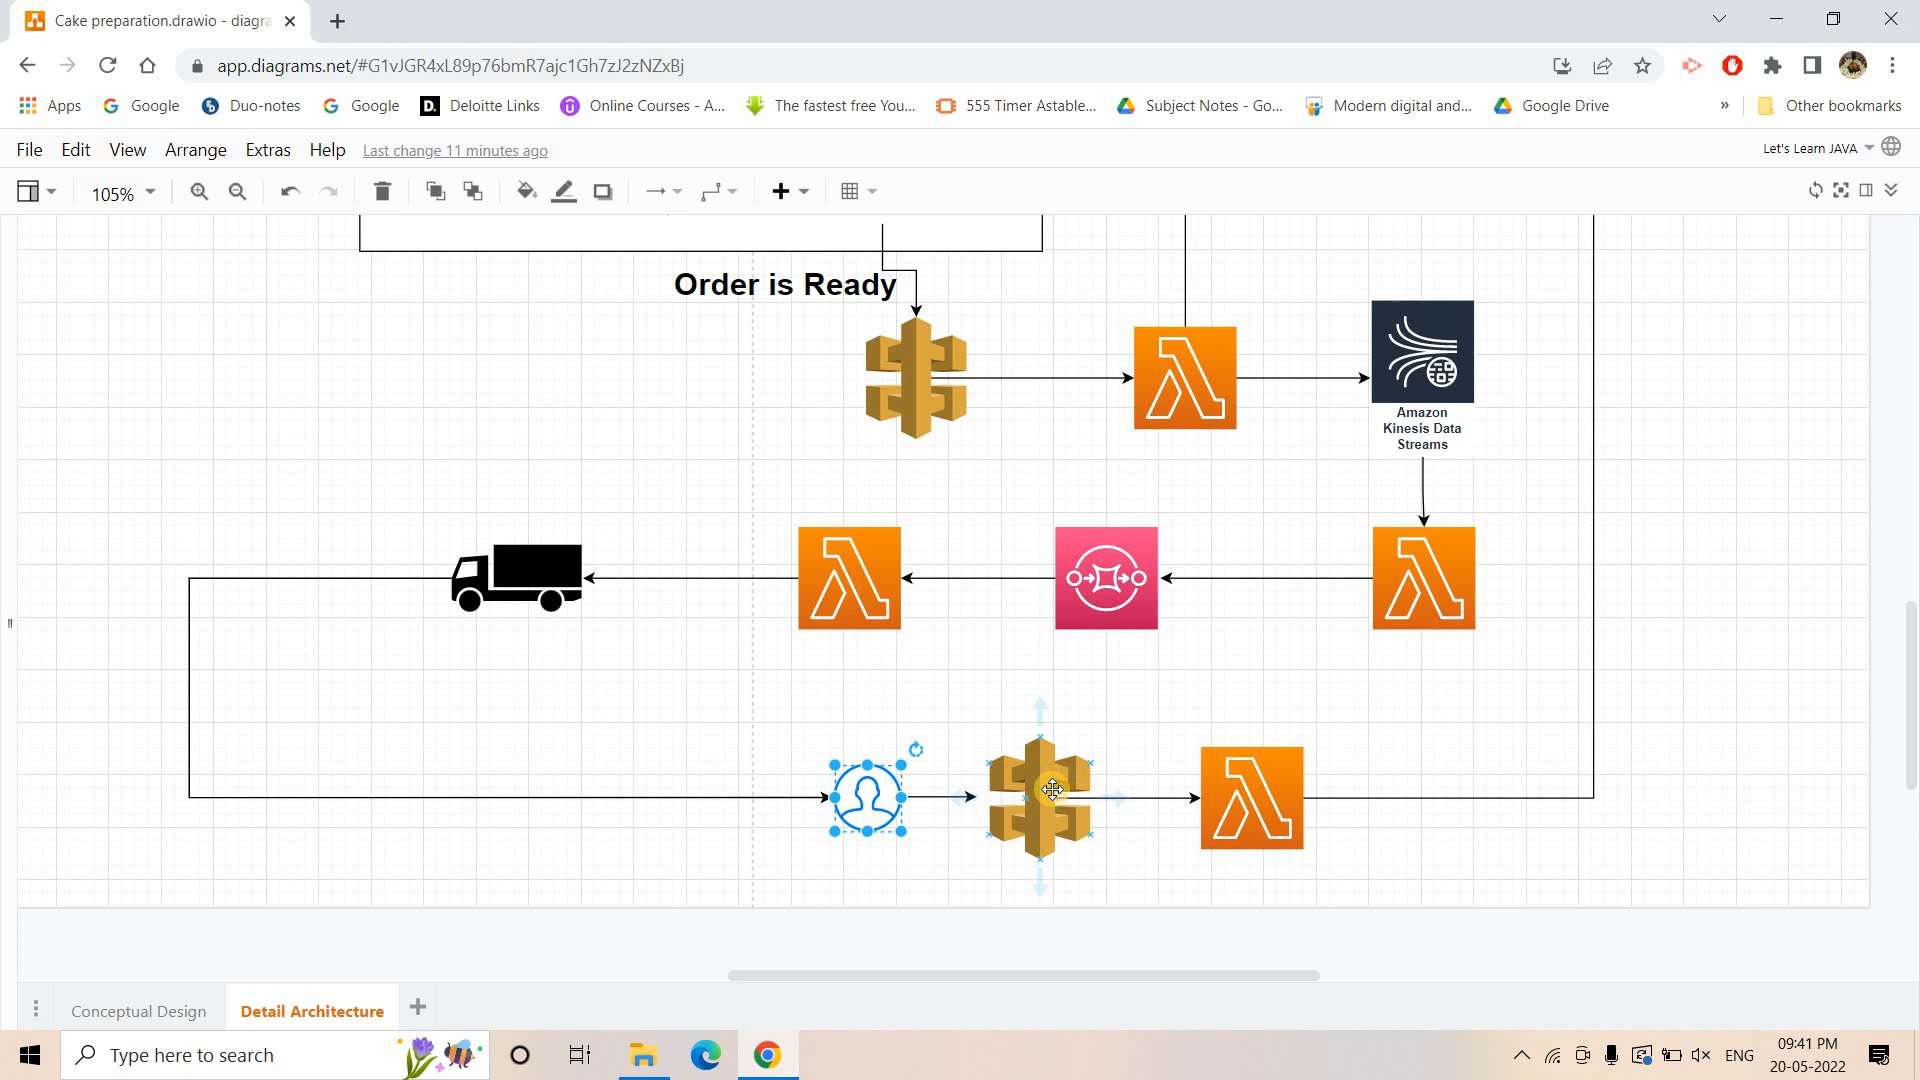 Cake preparation.drawio - diagra
app.diagrams.net/#G1vJGR4xL89p76bmR7ajc1Gh7zJ2zNZxBj
Apps Google Duo-notes Google D. Deloitte Links Online Courses - A... The fastest free You... 555 Timer Astable... Subject Notes - Go... Modern digital and... Google Drive » Other bookmarks
File Edit View Arrange Extras Help Last change 11 minutes ago Let's Learn JAVA
105%
Order is Ready
Amazon
Kinesis Data
Streams
Conceptual Design Detail Architecture
Type here to search
ENG
09:41 PM
20-05-2022